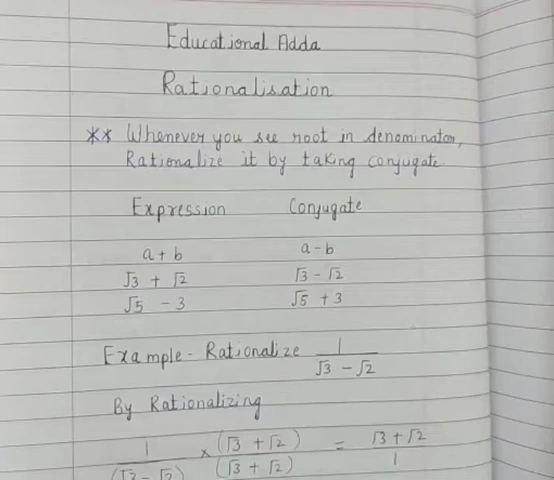 Educational Adda
Rationalisation
** Whenever you see root in denominator,
Rationalize it by taking conjugate
Expression Conjugate
a + b a - b
√3 + √2 √3 - √2
√5 - 3 √5 + 3
Example - Rationalize 1/(√3 - √2)
By Rationalizing
1/(√3 - √2) × (√3 + √2)/(√3 + √2) = (√3 + √2)/1